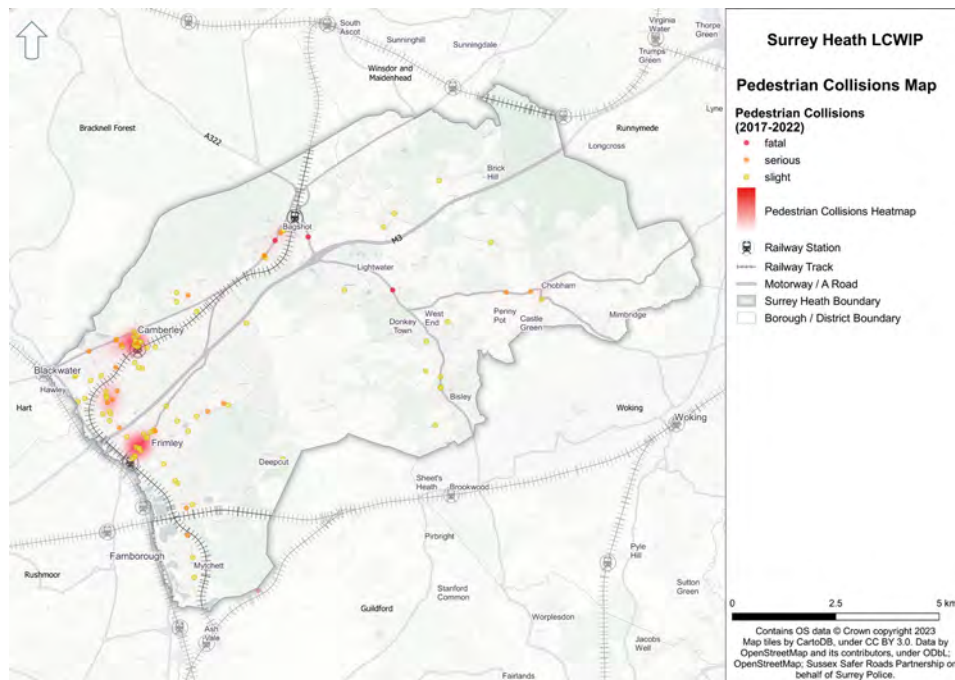 Surrey Heath LCWIP
Pedestrian Collisions Map
Pedestrian Collisions
(2017-2022)
fatal
serious
slight
Pedestrian Collisions Heatmap
Railway Station
Railway Track
Motorway / A Road
Surrey Heath Boundary
Borough / District Boundary
0 2.5 5 km
Contains OS data © Crown copyright 2023
Map tiles by CartoDB, under CC BY 3.0. Data by
OpenStreetMap and its contributors, under ODbL;
OpenStreetMap; Sussex Safer Roads Partnership on
behalf of Surrey Police.
South
Ascot
Sunninghill
Sunningdale
Virginia
Water
Thorpe
Green
Trumps
Green
Winsdor and
Maidenhead
Lyne
Bracknell Forest
A322
Runnymede
Longcross
Brick
Hill
Bagshot
M3
Lightwater
Chobham
Donkey
Town
West
End
Penny
Pot
Castle
Green
Mimbridge
Camberley
Blackwater
Hawley
Hart
Bisley
Woking
Woking
Frimley
Deepcut
Sheet's
Heath
Brookwood
Pirbright
Farnborough
Mytchett
Pyle
Hill
Rushmoor
Stanford
Common
Sutton
Green
Guildford
Worplesdon
Ash
Vale
Jacobs
Well
Fairlands